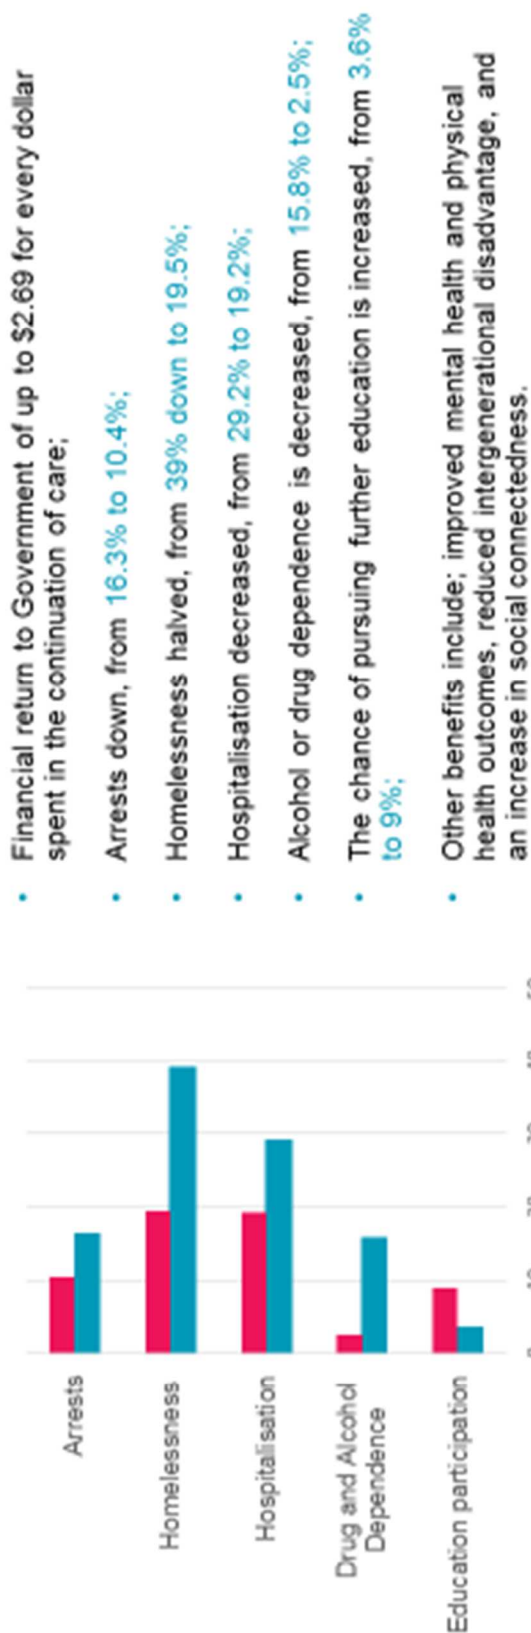 Arrests
Homelessness
Hospitalisation
Drug and Alcohol
Dependence
Education participation
• Financial return to Government of up to $2.69 for every dollar
spent in the continuation of care;
• Arrests down, from 16.3% to 10.4%;
• Homelessness halved, from 39% down to 19.5%;
• Hospitalisation decreased, from 29.2% to 19.2%;
• Alcohol or drug dependence is decreased, from 15.8% to 2.5%;
• The chance of pursuing further education is increased, from 3.6%
to 9%;
• Other benefits include; improved mental health and physical
health outcomes, reduced intergenerational disadvantage, and
an increase in social connectedness.